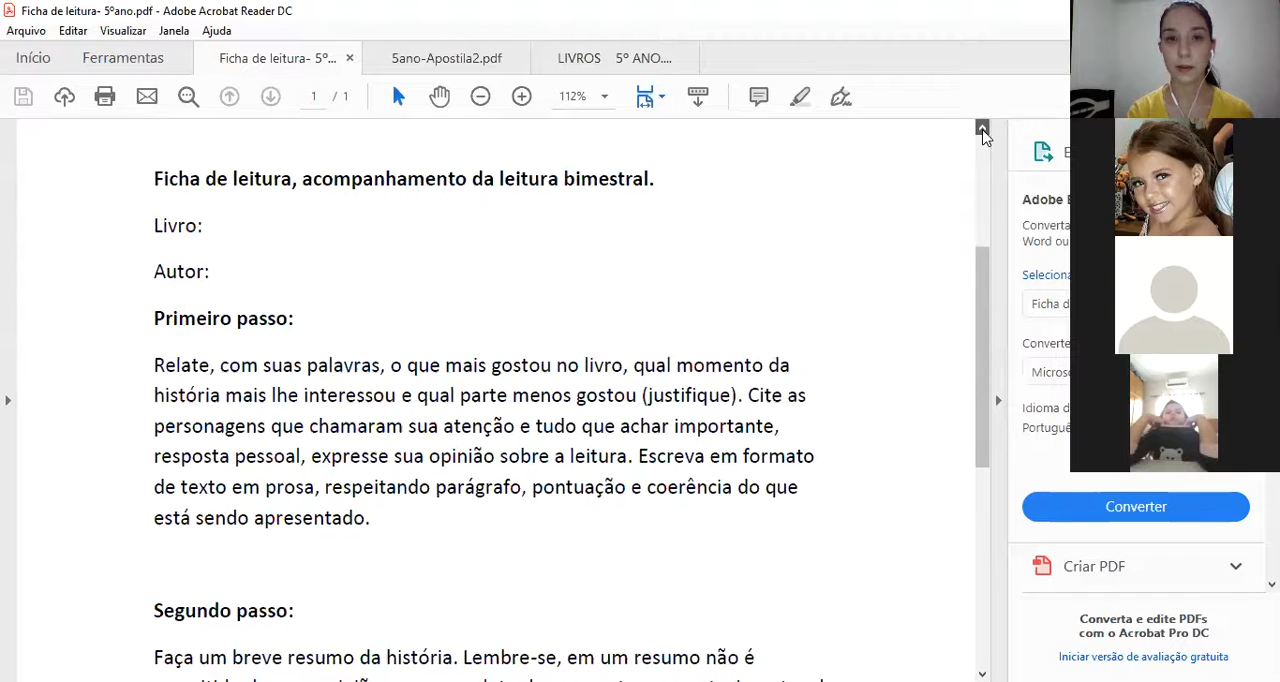 Ficha de leitura- 5ºano.pdf - Adobe Acrobat Reader DC
Arquivo Editar Visualizar Janela Ajuda
Início Ferramentas Ficha de leitura- 5º... × 5ano-Apostila2.pdf LIVROS 5º ANO....
1 / 1 112%
Ficha de leitura, acompanhamento da leitura bimestral.
Livro:
Autor:
Primeiro passo:
Relate, com suas palavras, o que mais gostou no livro, qual momento da
história mais lhe interessou e qual parte menos gostou (justifique). Cite as
personagens que chamaram sua atenção e tudo que achar importante,
resposta pessoal, expresse sua opinião sobre a leitura. Escreva em formato
de texto em prosa, respeitando parágrafo, pontuação e coerência do que
está sendo apresentado.
Segundo passo:
Faça um breve resumo da história. Lembre-se, em um resumo não é
Adobe
Converta
Word ou
Seleciona
Ficha d
Converte
Micros
Idioma d
Portugu
Converter
Criar PDF
Converta e edite PDFs
com o Acrobat Pro DC
Iniciar versão de avaliação gratuita